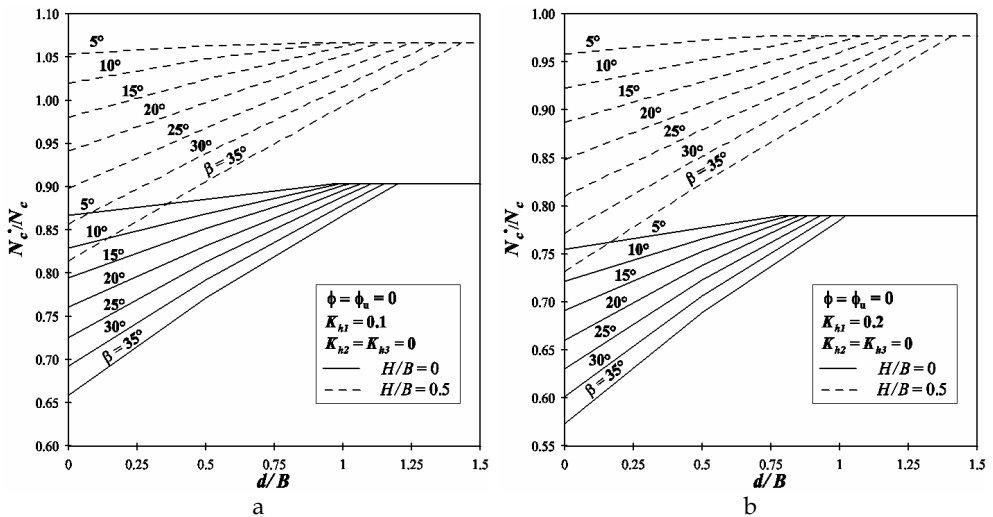 1.10
1.05
1.00
0.95
0.90
0.85
0.80
0.75
0.70
0.65
0.60
N*c/Nc
5°
10°
15°
20°
25°
30°
β = 35°
5°
10°
15°
20°
25°
30°
β = 35°
ϕ = ϕu = 0
Kh1 = 0.1
Kh2 = Kh3 = 0
H/B = 0
H/B = 0.5
0 0.25 0.5 0.75 1 1.25 1.5
d/B
a
1.00
0.95
0.90
0.85
0.80
0.75
0.70
0.65
0.60
0.55
N*c/Nc
5°
10°
15°
20°
25°
30°
β = 35°
5°
10°
15°
20°
25°
30°
β = 35°
ϕ = ϕu = 0
Kh1 = 0.2
Kh2 = Kh3 = 0
H/B = 0
H/B = 0.5
0 0.25 0.5 0.75 1 1.25 1.5
d/B
b